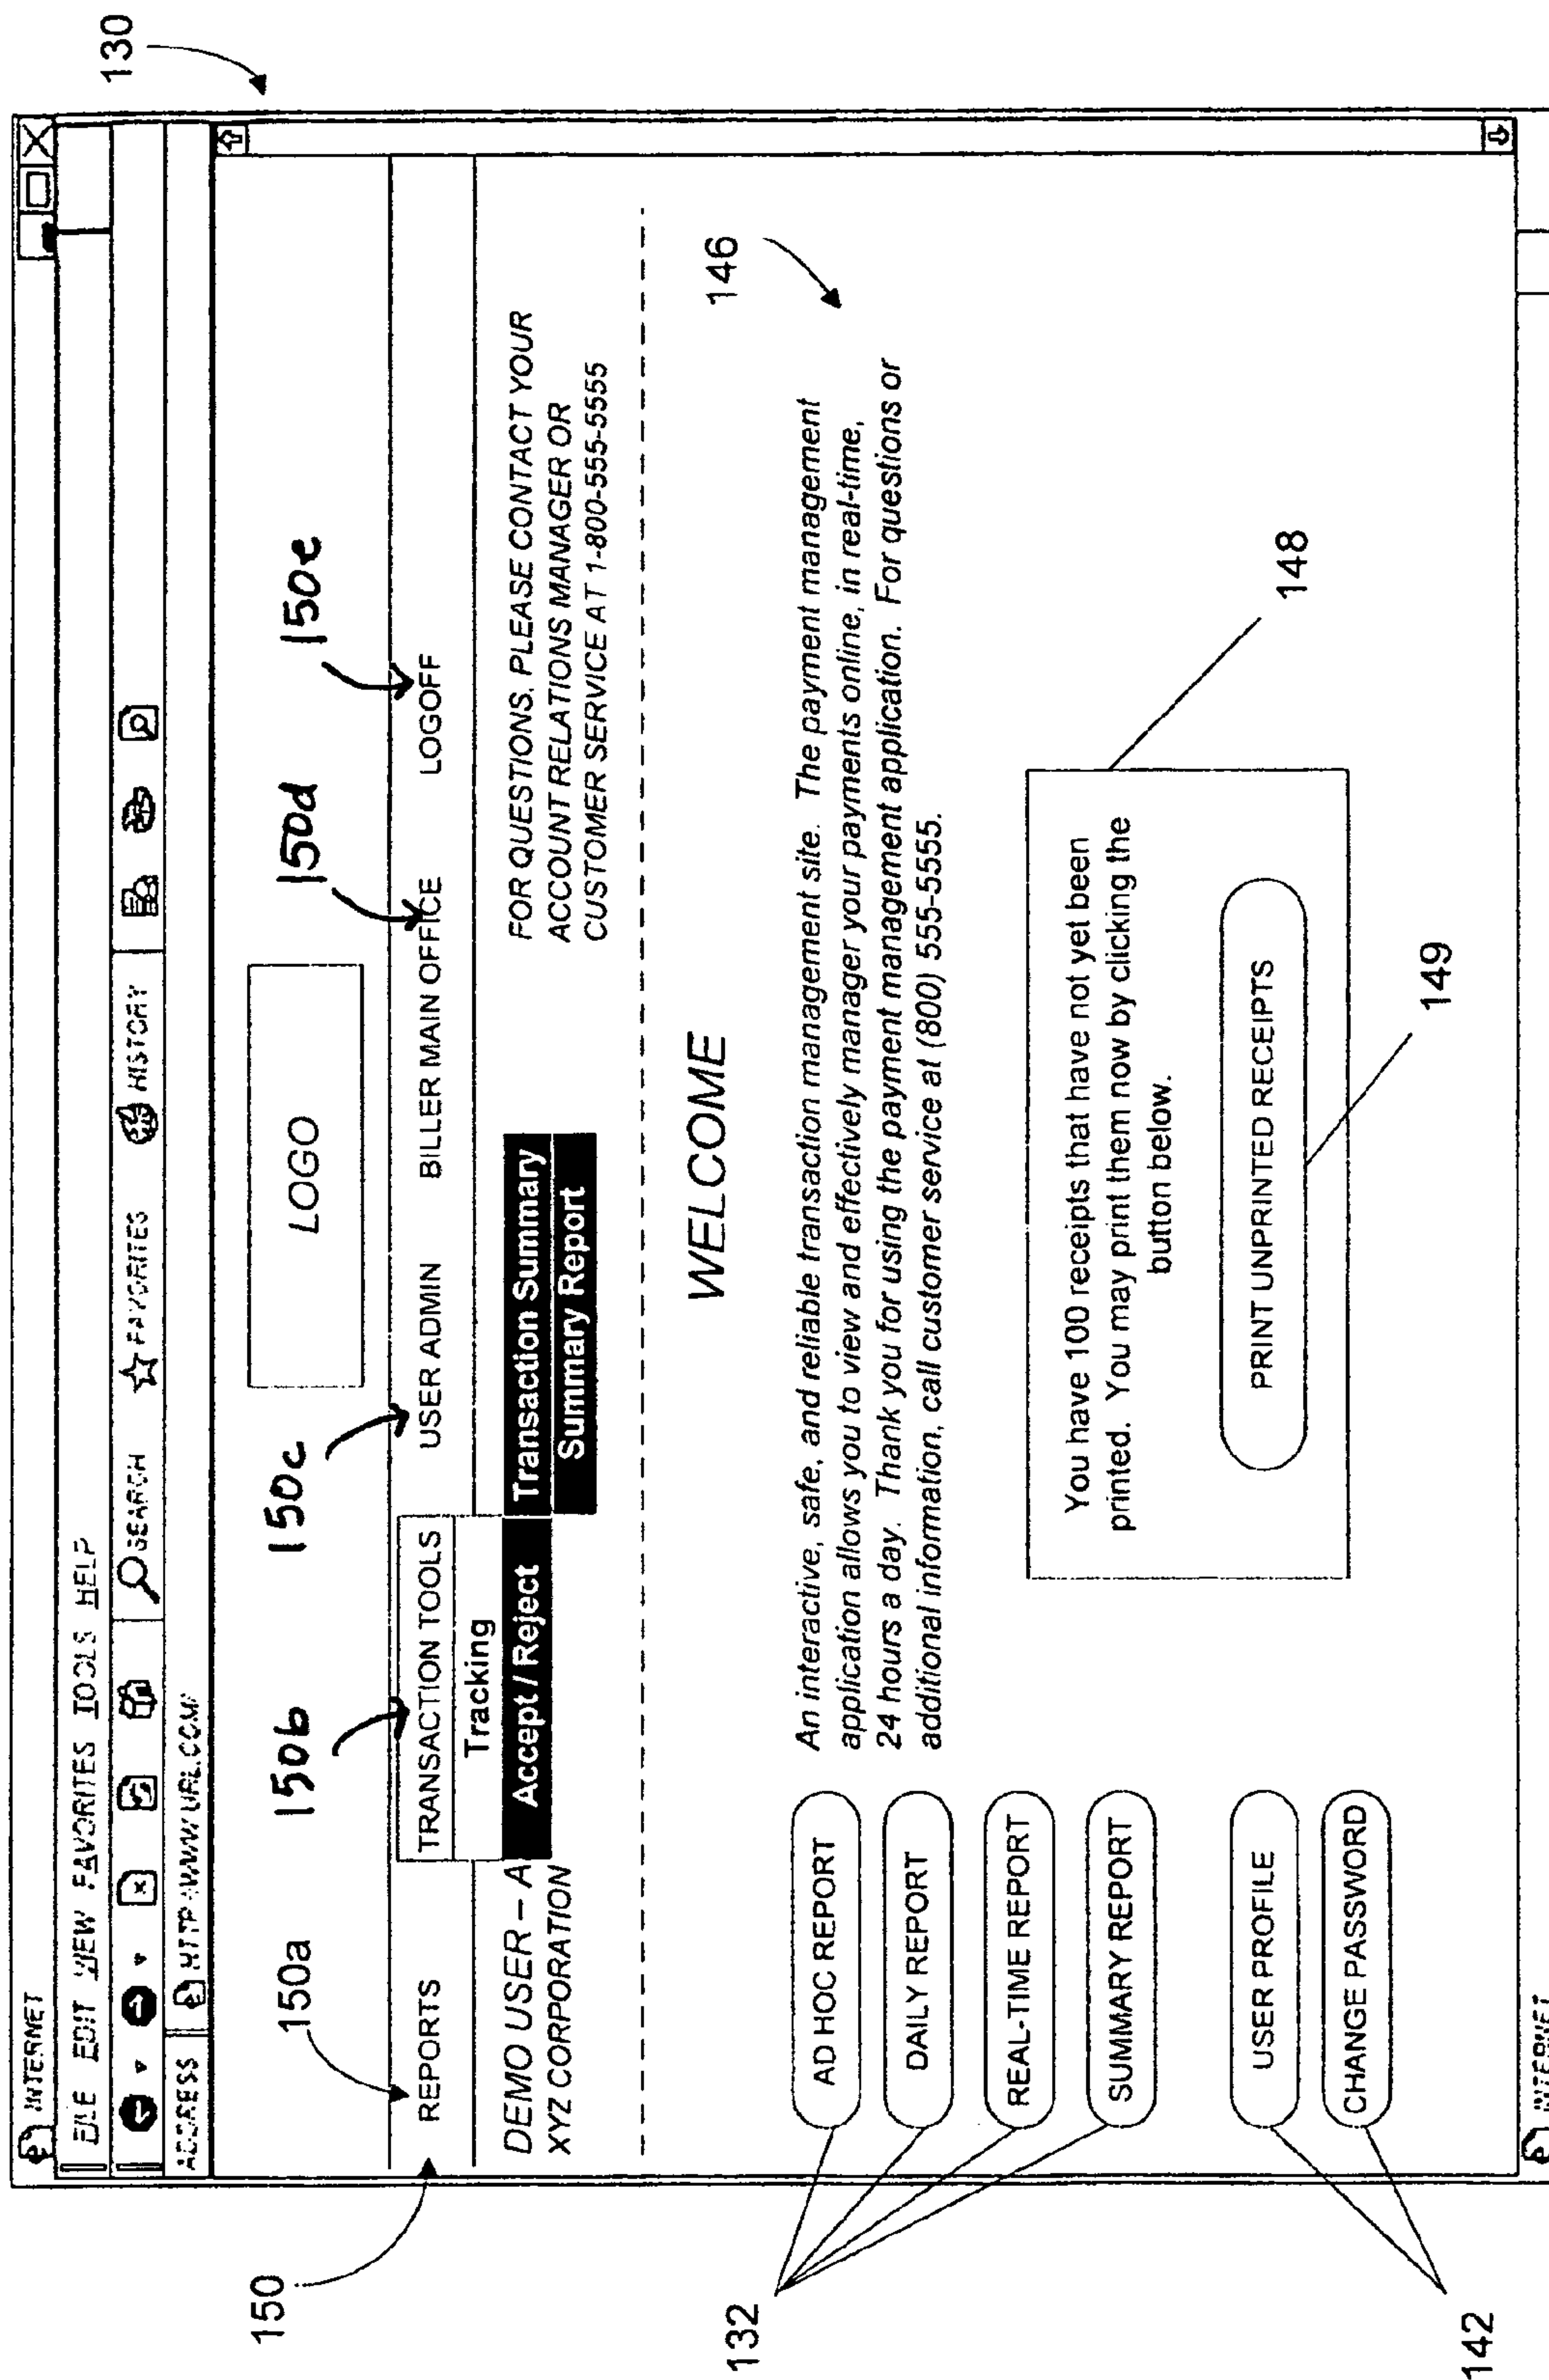 130
INTERNET
FILE EDIT VIEW FAVORITES TOOLS HELP
SEARCH FAVORITES HISTORY
ADDRESS HTTP://WWW.URL.COM/
LOGO
150
150a
150b
150c
150d
150e
REPORTS TRANSACTION TOOLS USER ADMIN BILLER MAIN OFFICE LOGOFF
Tracking
Accept / Reject Transaction Summary
Summary Report
DEMO USER – A
XYZ CORPORATION
FOR QUESTIONS, PLEASE CONTACT YOUR
ACCOUNT RELATIONS MANAGER OR
CUSTOMER SERVICE AT 1-800-555-5555
WELCOME
146
132
AD HOC REPORT
DAILY REPORT
REAL-TIME REPORT
SUMMARY REPORT
USER PROFILE
CHANGE PASSWORD
142
An interactive, safe, and reliable transaction management site. The payment management
application allows you to view and effectively manager your payments online, in real-time,
24 hours a day. Thank you for using the payment management application. For questions or
additional information, call customer service at (800) 555-5555.
148
You have 100 receipts that have not yet been
printed. You may print them now by clicking the
button below.
PRINT UNPRINTED RECEIPTS
149
INTERNET